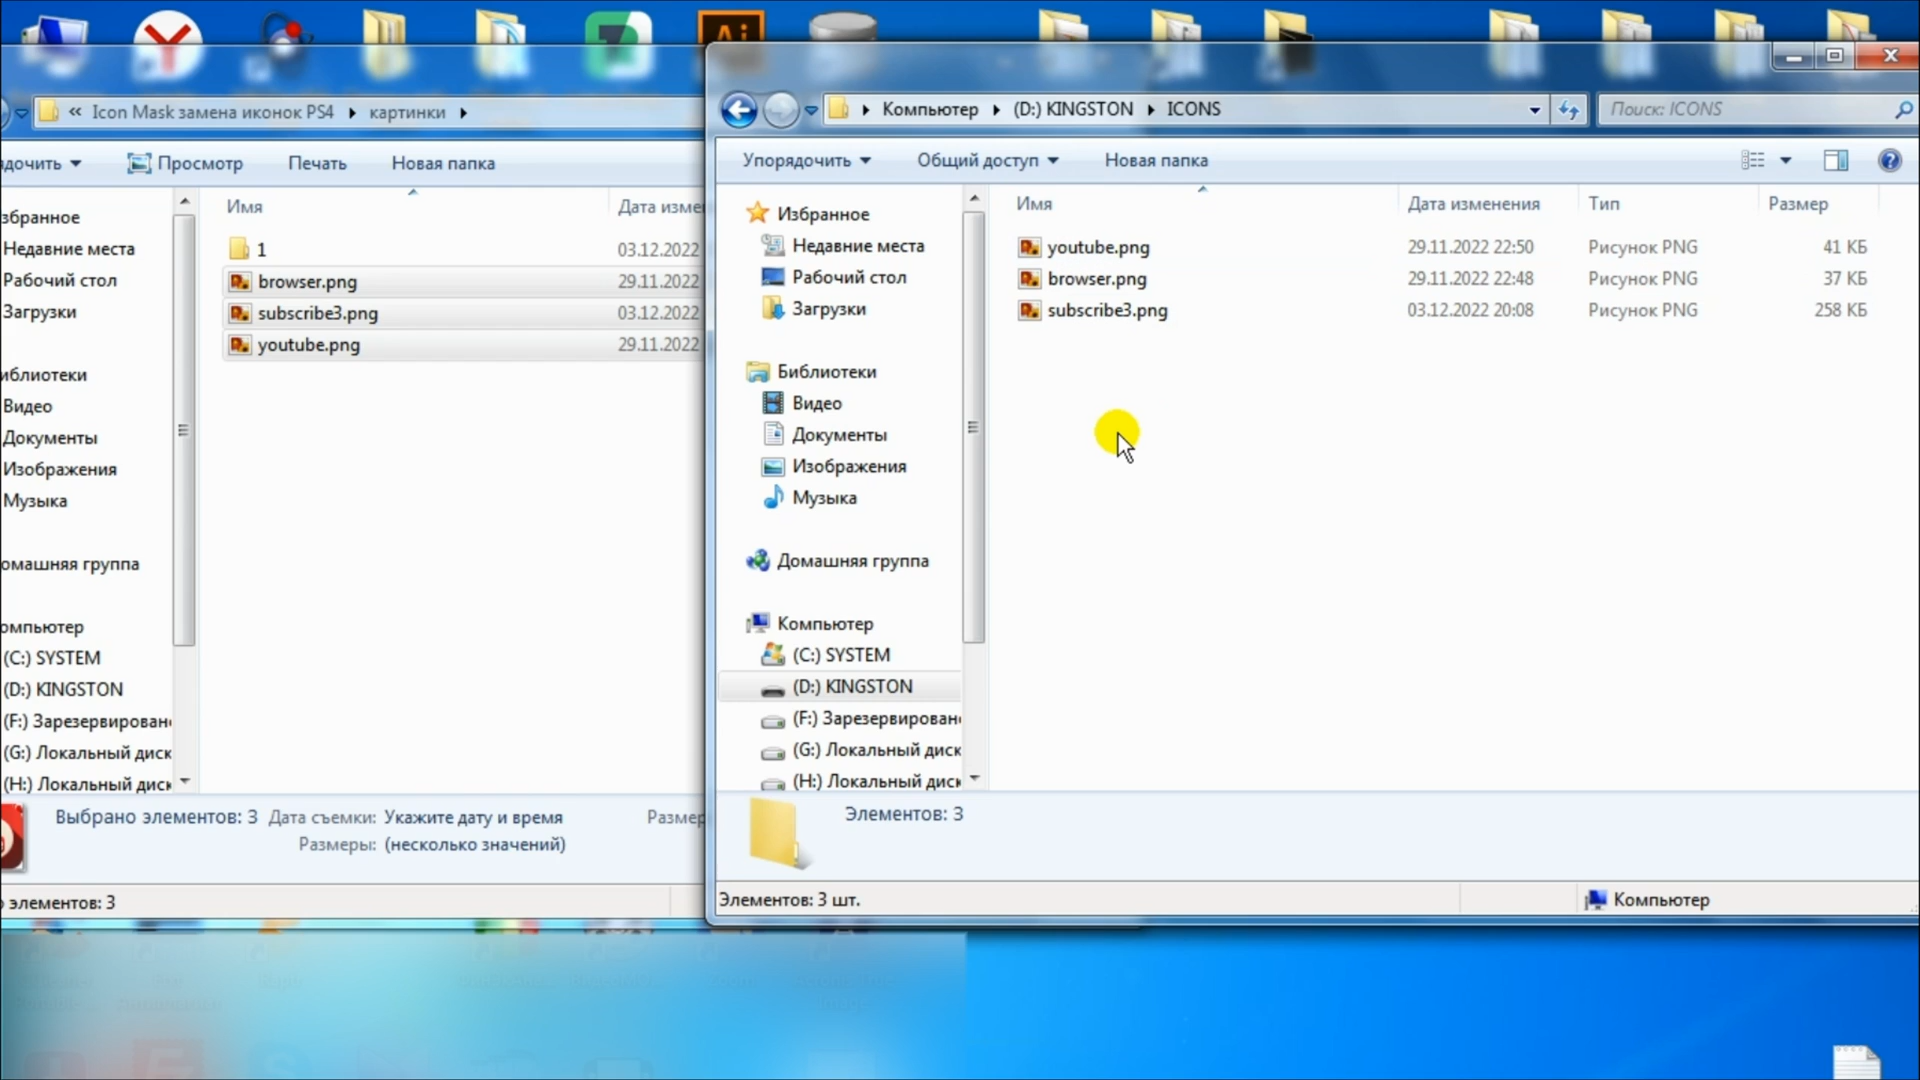 Ai
« Icon Mask замена иконок PS4 картинки
дочить Просмотр Печать Новая папка
Имя Дата изме
збранное
Недавние места
Рабочий стол
Загрузки
иблиотеки
Видео
Документы
Изображения
Музыка
омашняя группа
омпьютер
(C:) SYSTEM
(D:) KINGSTON
(F:) Зарезервирован
(G:) Локальный диск
(H:) Локальный диск
1 03.12.2022
browser.png 29.11.2022
subscribe3.png 03.12.2022
youtube.png 29.11.2022
Выбрано элементов: 3 Дата съемки: Укажите дату и время Размер
Размеры: (несколько значений)
элементов: 3
Компьютер (D:) KINGSTON ICONS
Поиск: ICONS
Упорядочить Общий доступ Новая папка
Имя Дата изменения Тип Размер
Избранное
Недавние места
Рабочий стол
Загрузки
Библиотеки
Видео
Документы
Изображения
Музыка
Домашняя группа
Компьютер
(C:) SYSTEM
(D:) KINGSTON
(F:) Зарезервирован
(G:) Локальный диск
(H:) Локальный диск
youtube.png 29.11.2022 22:50 Рисунок PNG 41 КБ
browser.png 29.11.2022 22:48 Рисунок PNG 37 КБ
subscribe3.png 03.12.2022 20:08 Рисунок PNG 258 КБ
Элементов: 3
Элементов: 3 шт.
Компьютер